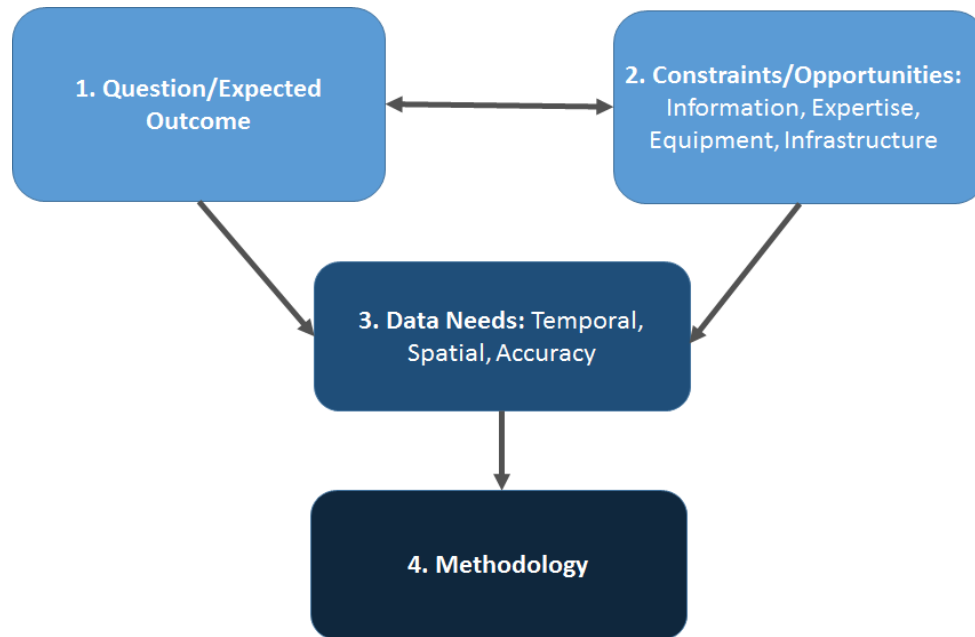 1. Question/Expected
Outcome
2. Constraints/Opportunities:
Information, Expertise,
Equipment, Infrastructure
3. Data Needs: Temporal,
Spatial, Accuracy
4. Methodology